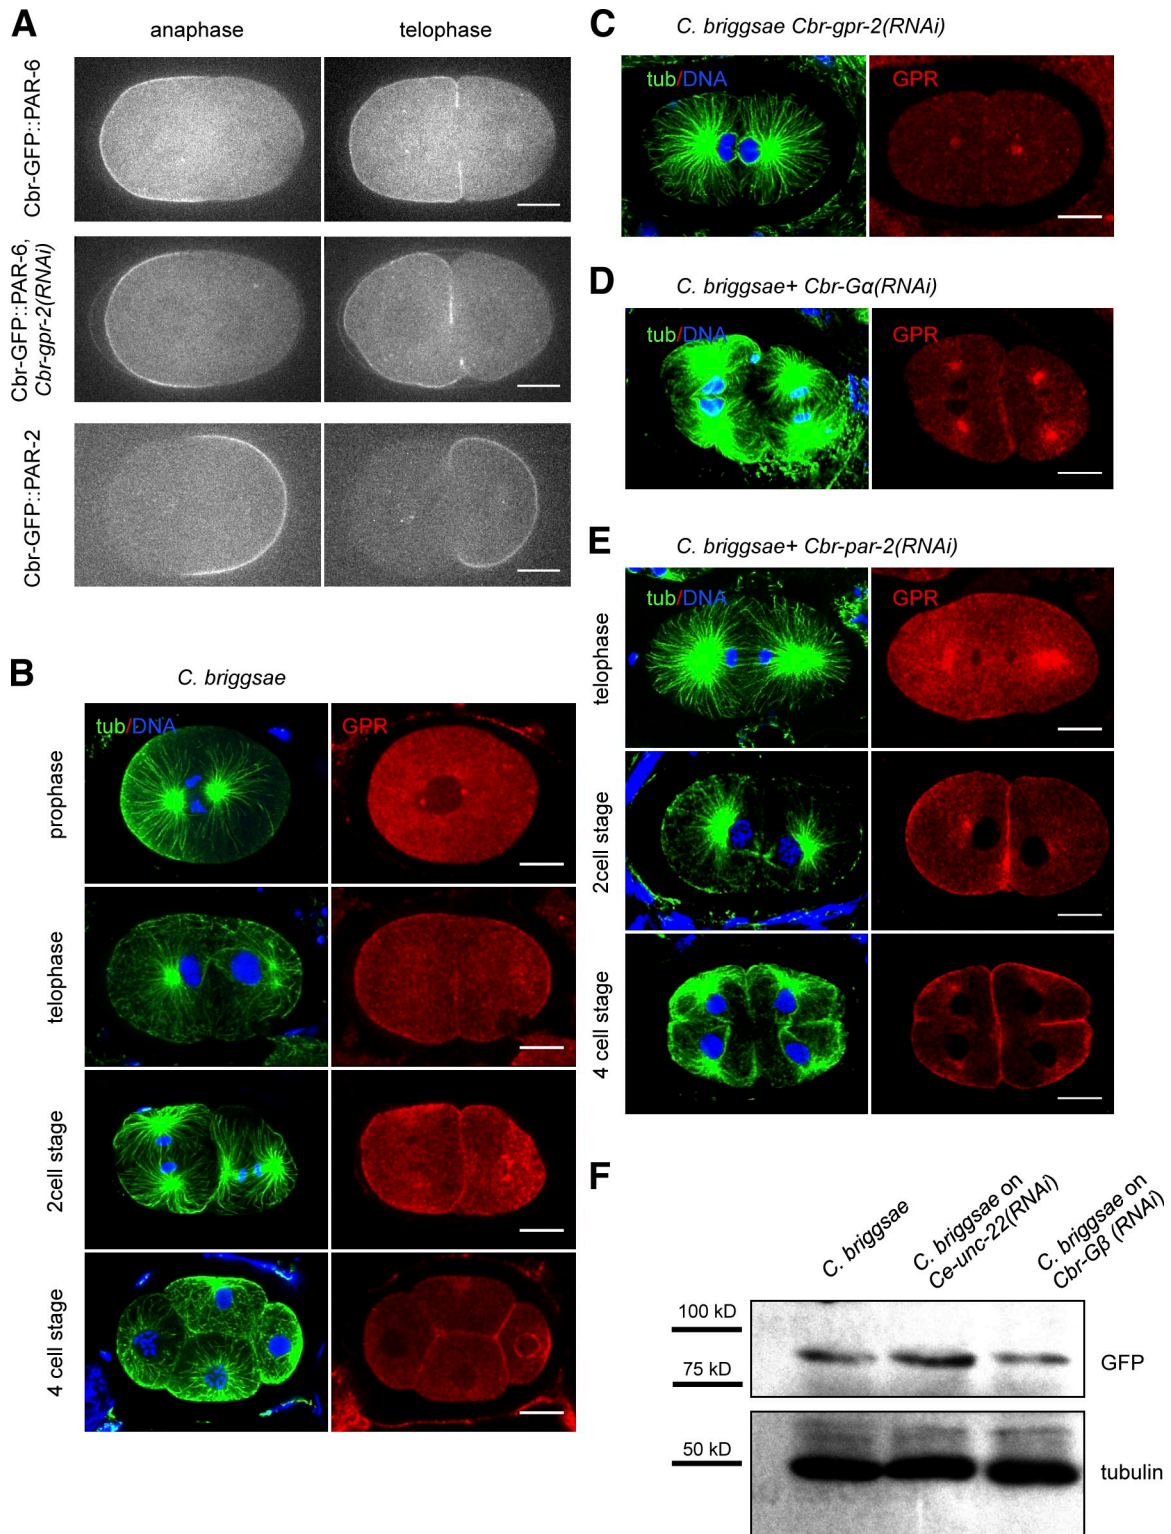 A
anaphase
telophase
Cbr-GFP::PAR-6
Cbr-GFP::PAR-6,
Cbr-gpr-2(RNAi)
Cbr-GFP::PAR-2
B
C. briggsae
tub/DNA
GPR
prophase
telophase
2cell stage
4 cell stage
C
C. briggsae Cbr-gpr-2(RNAi)
tub/DNA
GPR
D
C. briggsae+ Cbr-Gα(RNAi)
tub/DNA
GPR
E
C. briggsae+ Cbr-par-2(RNAi)
tub/DNA
GPR
telophase
2cell stage
4 cell stage
F
C. briggsae
C. briggsae on
Ce-unc-22(RNAi)
C. briggsae on
Cbr-Gβ (RNAi)
100 kD
75 kD
GFP
50 kD
tubulin